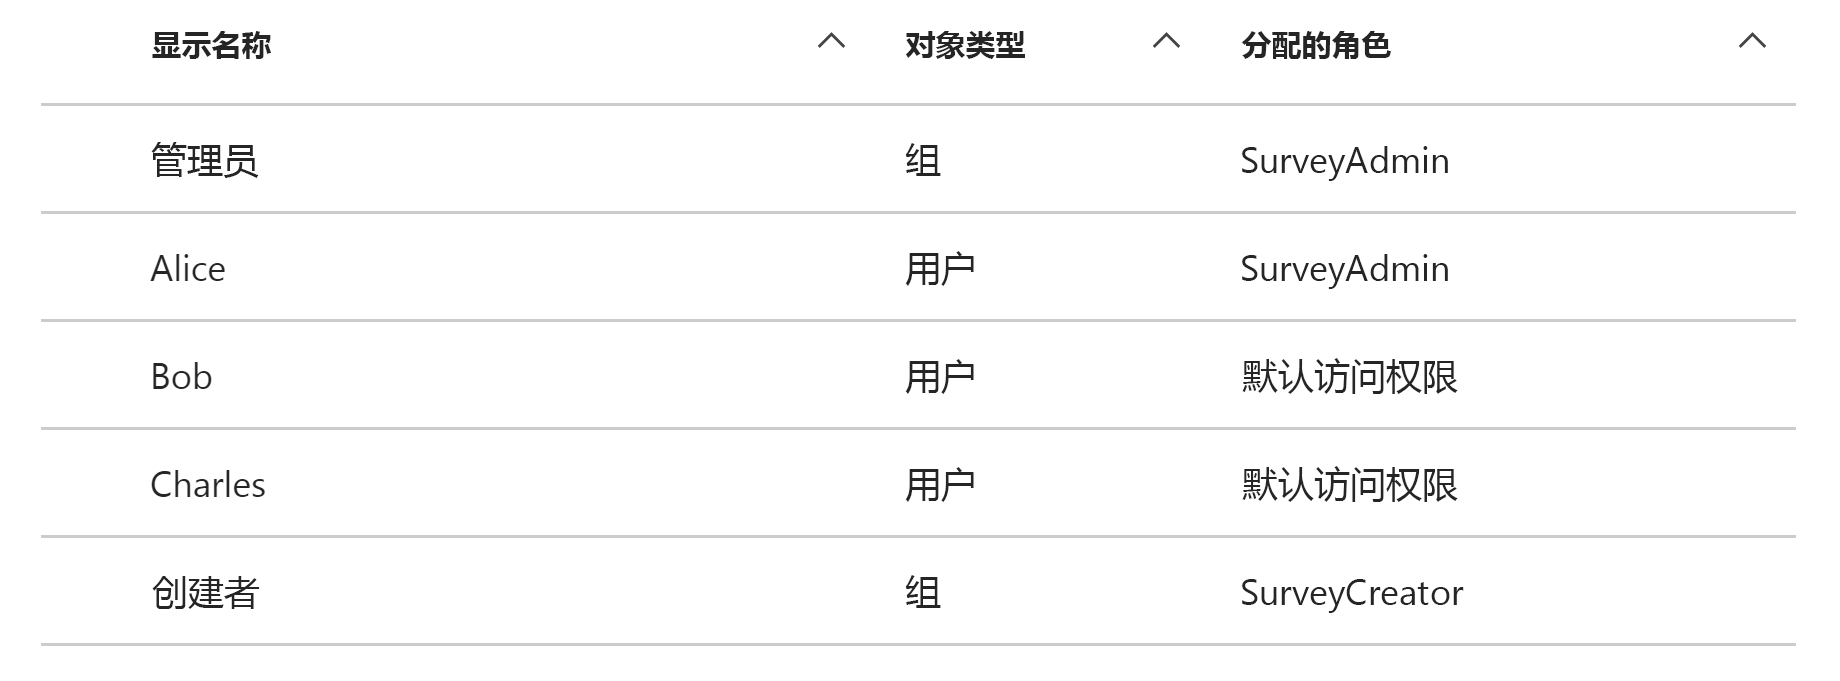 显示名称 对象类型 分配的角色
管理员 组 SurveyAdmin
Alice 用户 SurveyAdmin
Bob 用户 默认访问权限
Charles 用户 默认访问权限
创建者 组 SurveyCreator